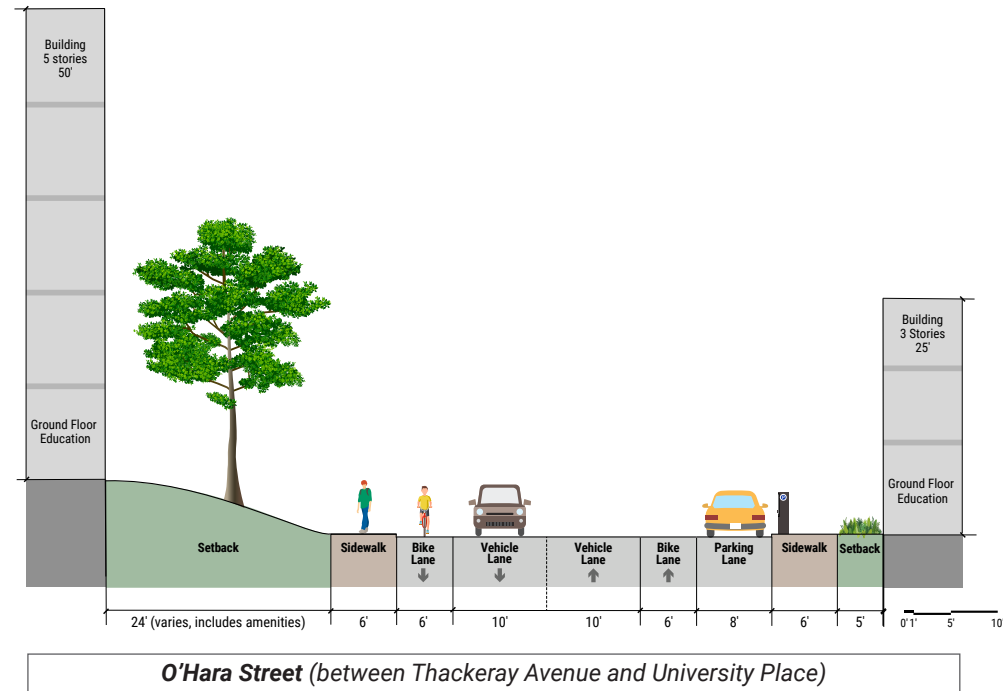 Building
5 stories
50'
Ground Floor
Education
Building
3 Stories
25'
Ground Floor
Education
Setback
Sidewalk
Bike
Lane
Vehicle
Lane
Vehicle
Lane
Bike
Lane
Parking
Lane
Sidewalk
Setback
24' (varies, includes amenities)
6'
6'
10'
10'
6'
8'
6'
5'
0' 1' 5' 10'
O'Hara Street (between Thackeray Avenue and University Place)